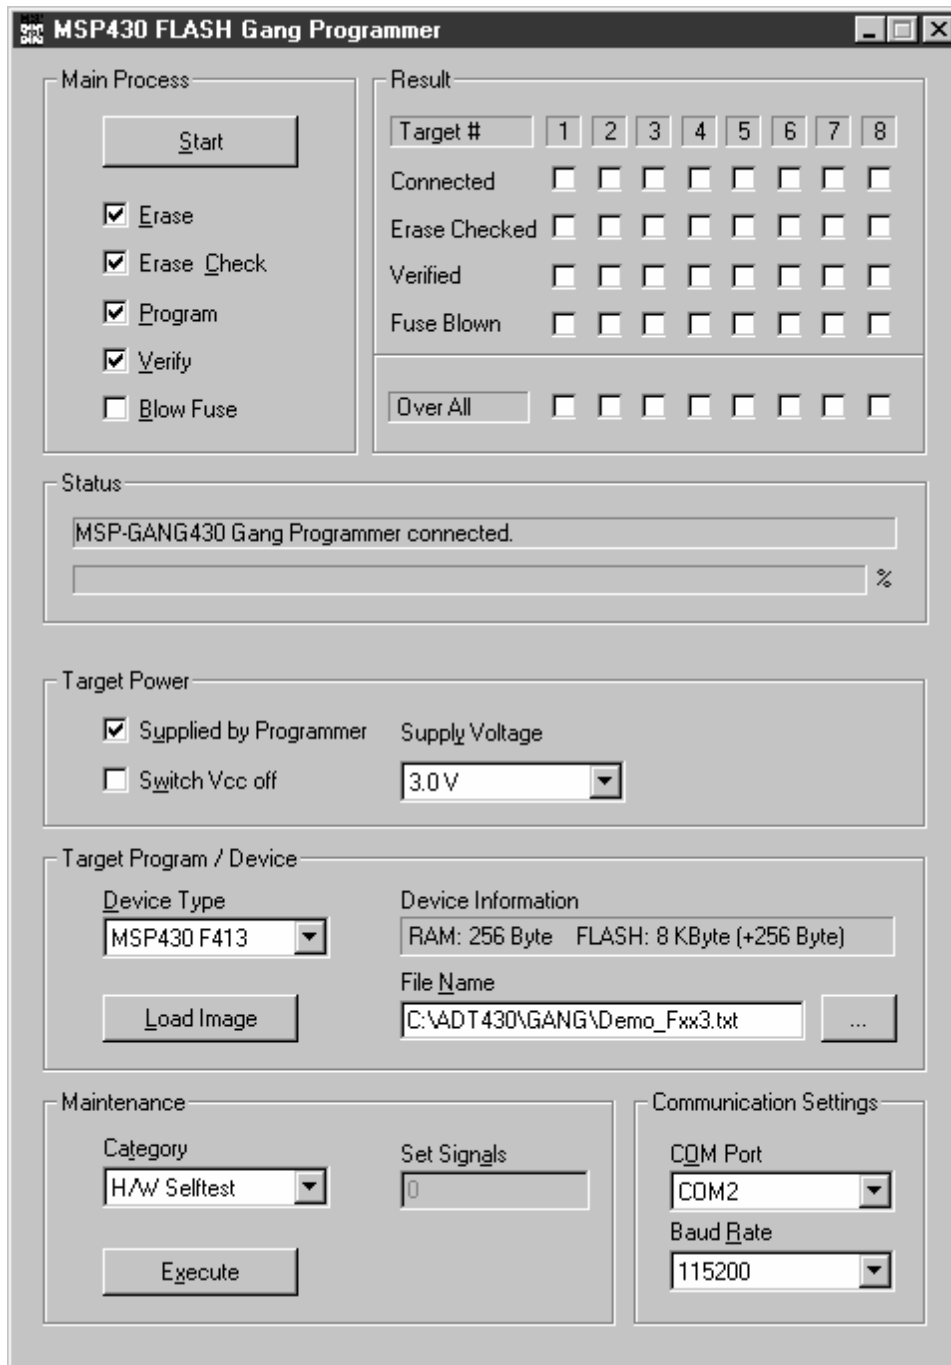 MSP430 FLASH Gang Programmer
Main Process
Start
Erase
Erase Check
Program
Verify
Blow Fuse
Result
Target # 1 2 3 4 5 6 7 8
Connected
Erase Checked
Verified
Fuse Blown
Over All
Status
MSP-GANG430 Gang Programmer connected.
%
Target Power
Supplied by Programmer
Switch Vcc off
Supply Voltage
3.0 V
Target Program / Device
Device Type
MSP430 F413
Load Image
Device Information
RAM: 256 Byte FLASH: 8 KByte (+256 Byte)
File Name
C:\ADT430\GANG\Demo_Fxx3.txt
...
Maintenance
Category
H/W Selftest
Execute
Set Signals
0
Communication Settings
COM Port
COM2
Baud Rate
115200